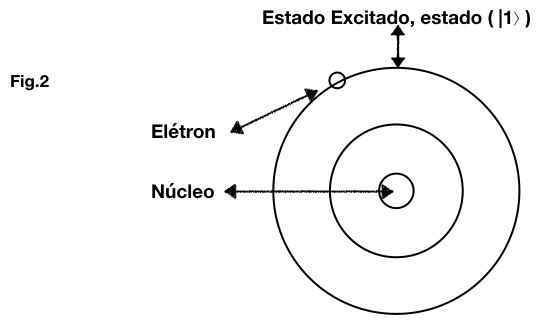 Estado Excitado, estado ( |1⟩ )
Fig.2
Elétron
Núcleo